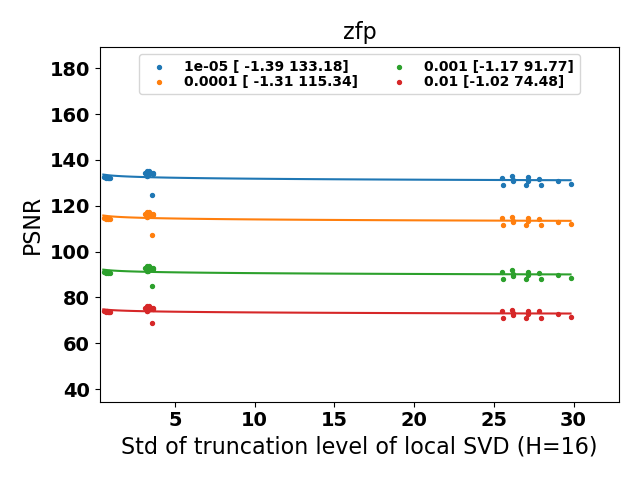 zfp
1e-05 [ -1.39 133.18]
0.0001 [ -1.31 115.34]
0.001 [-1.17 91.77]
0.01 [-1.02 74.48]
PSNR
180
160
140
120
100
80
60
40
5 10 15 20 25 30
Std of truncation level of local SVD (H=16)